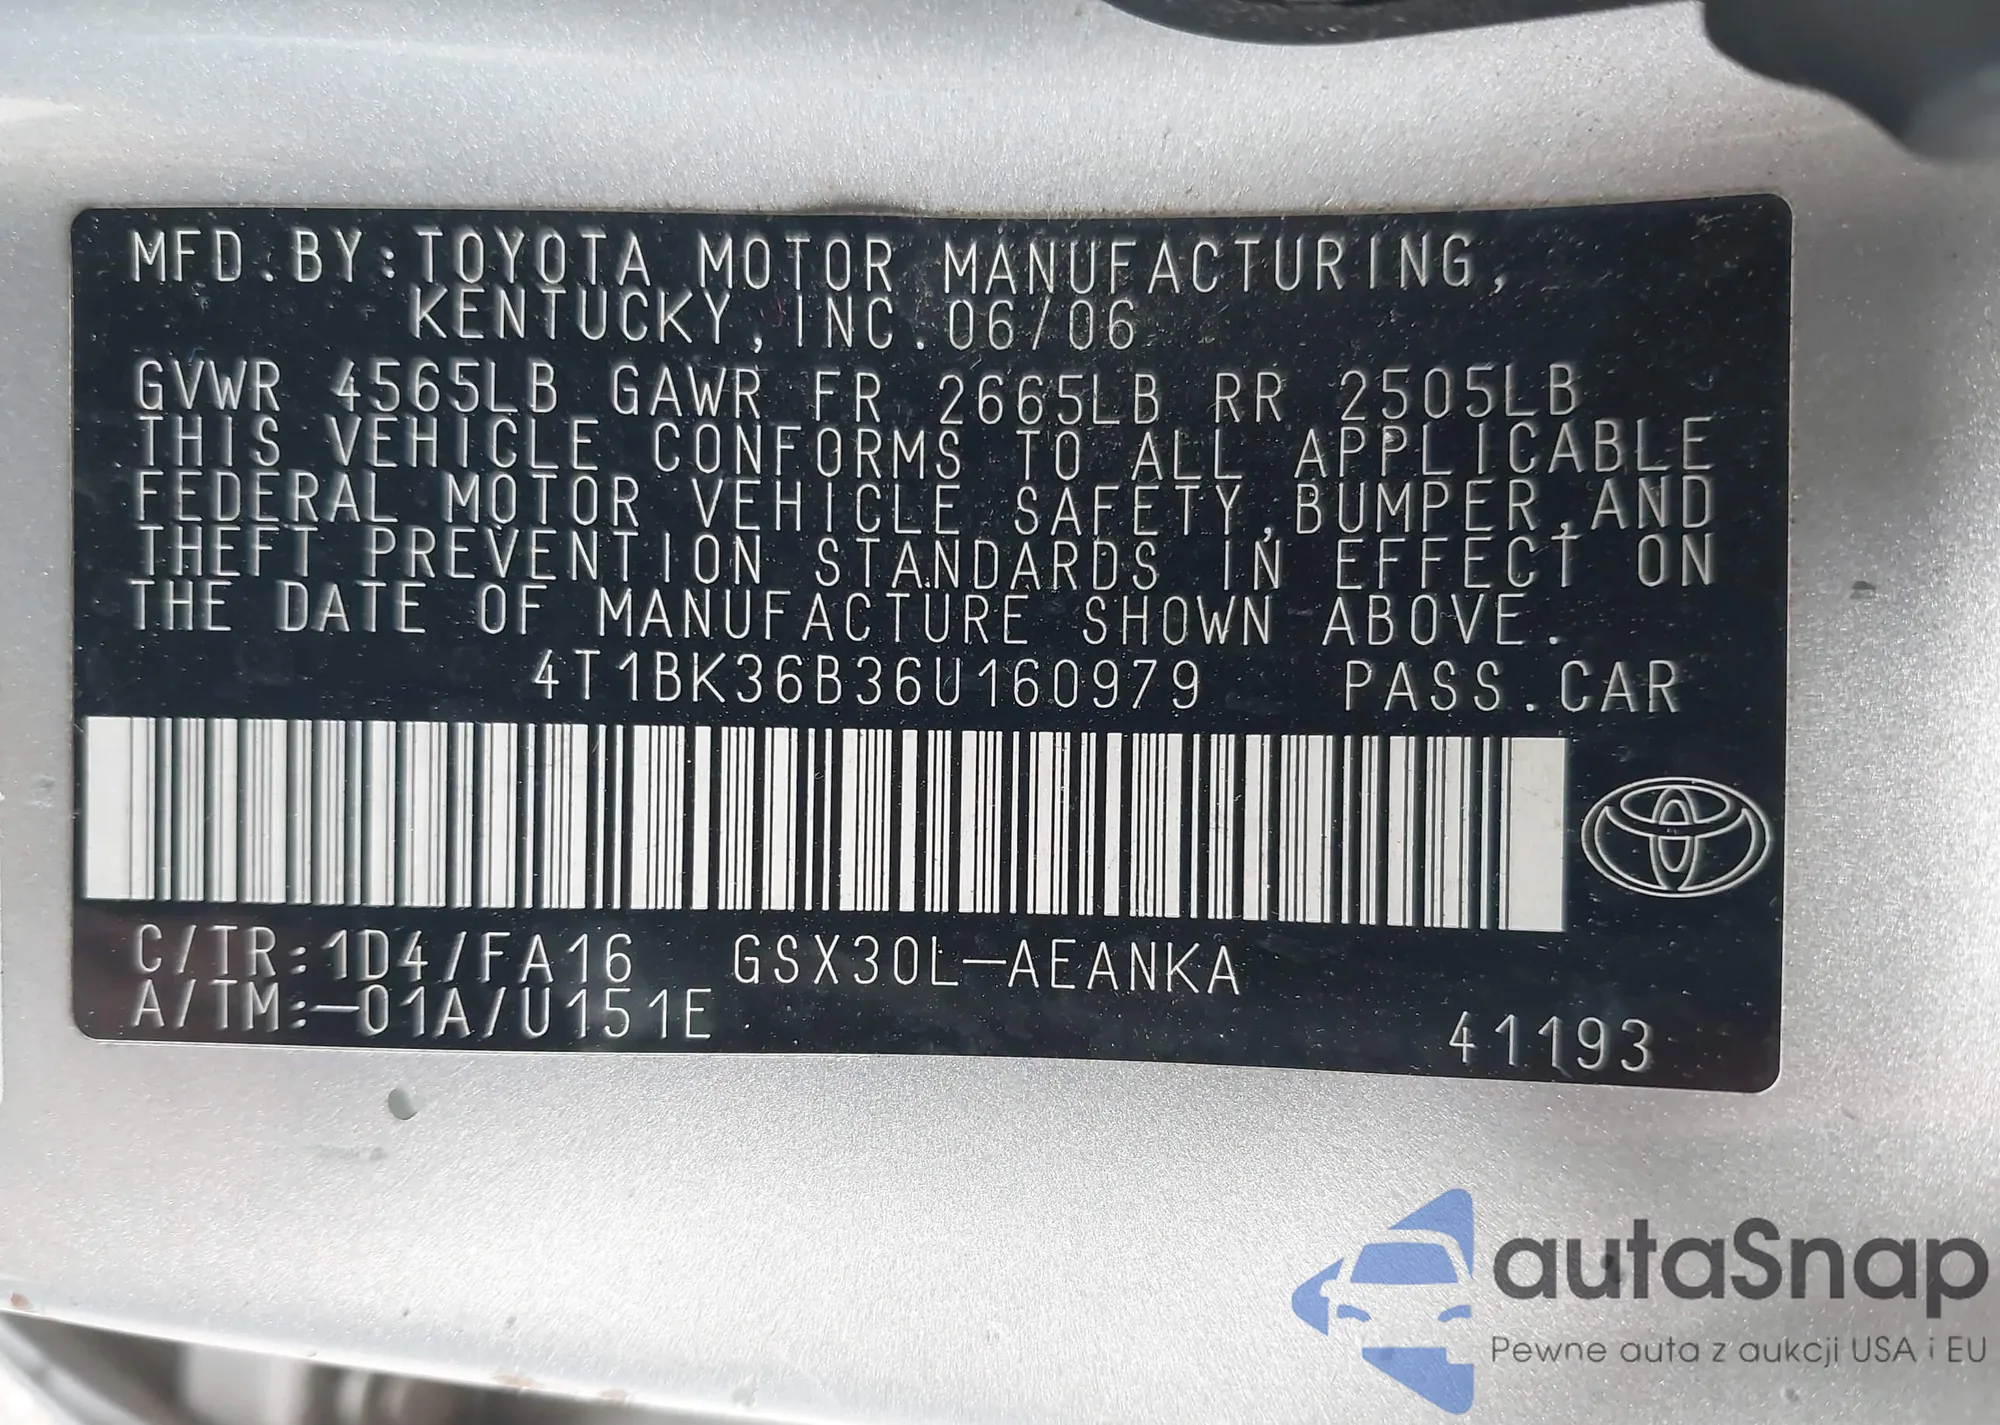 MFD.BY:TOYOTA MOTOR MANUFACTURING,
KENTUCKY,INC.06/06
GVWR 4565LB GAWR FR 2665LB RR 2505LB
THIS VEHICLE CONFORMS TO ALL APPLICABLE
FEDERAL MOTOR VEHICLE SAFETY,BUMPER,AND
THEFT PREVENTION STANDARDS IN EFFECT ON
THE DATE OF MANUFACTURE SHOWN ABOVE.
4T1BK36B36U160979 PASS.CAR
C/TR:1D4/FA16 GSX30L-AEANKA
A/TM:-01A/U151E
41193
autaSnap
Pewne auta z aukcji USA i EU